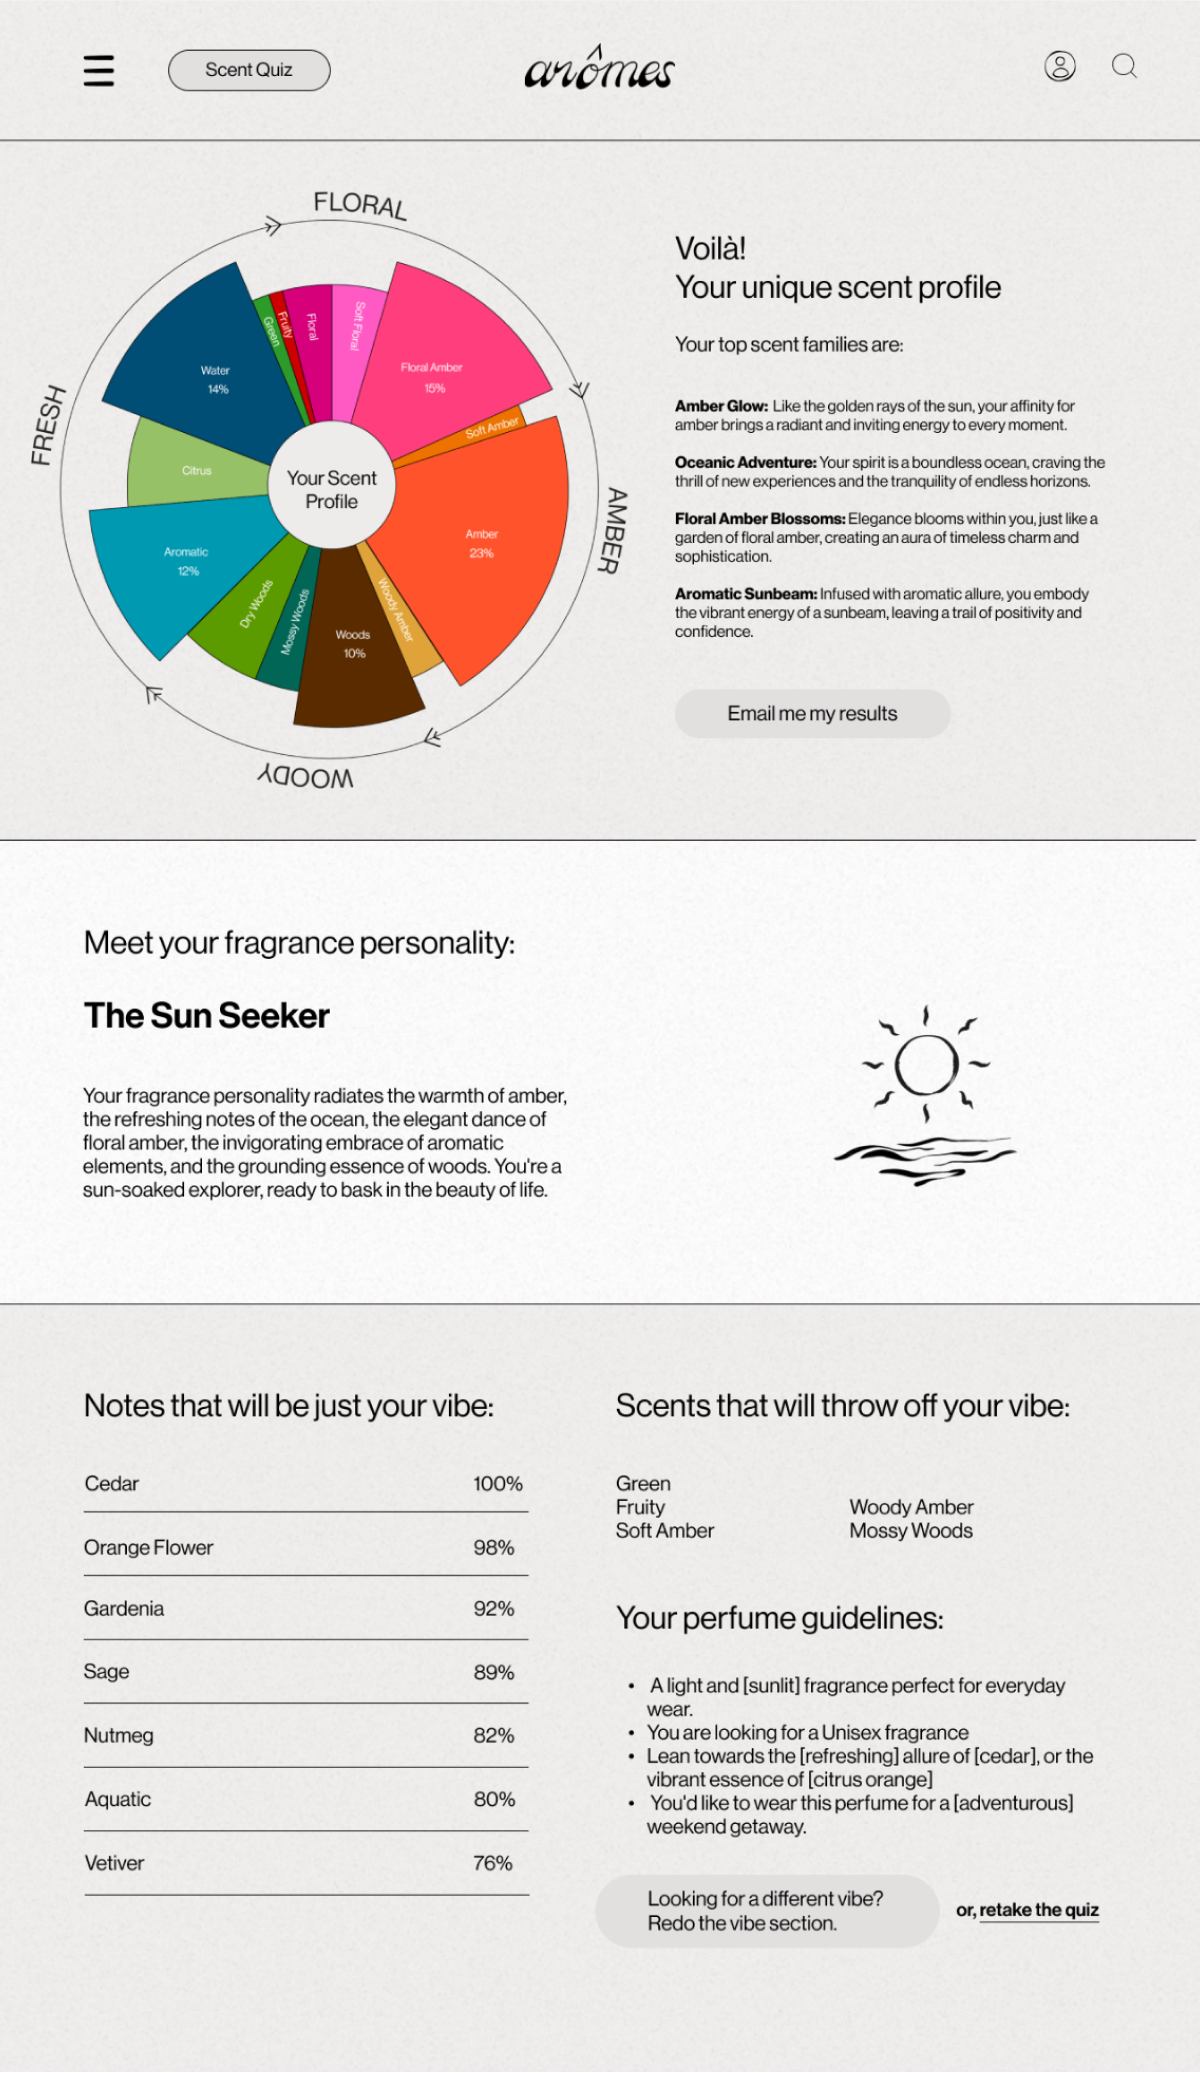 Scent Quiz
arômes
FLORAL
FRESH
AMBER
WOODY
Water
14%
Green
Fruity
Floral
Soft Floral
Floral Amber
15%
Soft Amber
Citrus
Your Scent
Profile
Amber
23%
Aromatic
12%
Dry Woods
Mossy Woods
Woods
10%
Woody Amber
Voilà!
Your unique scent profile
Your top scent families are:
Amber Glow: Like the golden rays of the sun, your affinity for
amber brings a radiant and inviting energy to every moment.
Oceanic Adventure: Your spirit is a boundless ocean, craving the
thrill of new experiences and the tranquility of endless horizons.
Floral Amber Blossoms: Elegance blooms within you, just like a
garden of floral amber, creating an aura of timeless charm and
sophistication.
Aromatic Sunbeam: Infused with aromatic allure, you embody
the vibrant energy of a sunbeam, leaving a trail of positivity and
confidence.
Email me my results
Meet your fragrance personality:
The Sun Seeker
Your fragrance personality radiates the warmth of amber,
the refreshing notes of the ocean, the elegant dance of
floral amber, the invigorating embrace of aromatic
elements, and the grounding essence of woods. You're a
sun-soaked explorer, ready to bask in the beauty of life.
Notes that will be just your vibe:
Cedar 100%
Orange Flower 98%
Gardenia 92%
Sage 89%
Nutmeg 82%
Aquatic 80%
Vetiver 76%
Scents that will throw off your vibe:
Green
Fruity Woody Amber
Soft Amber Mossy Woods
Your perfume guidelines:
• A light and [sunlit] fragrance perfect for everyday
wear.
• You are looking for a Unisex fragrance
• Lean towards the [refreshing] allure of [cedar], or the
vibrant essence of [citrus orange]
• You'd like to wear this perfume for a [adventurous]
weekend getaway.
Looking for a different vibe?
Redo the vibe section.
or, retake the quiz